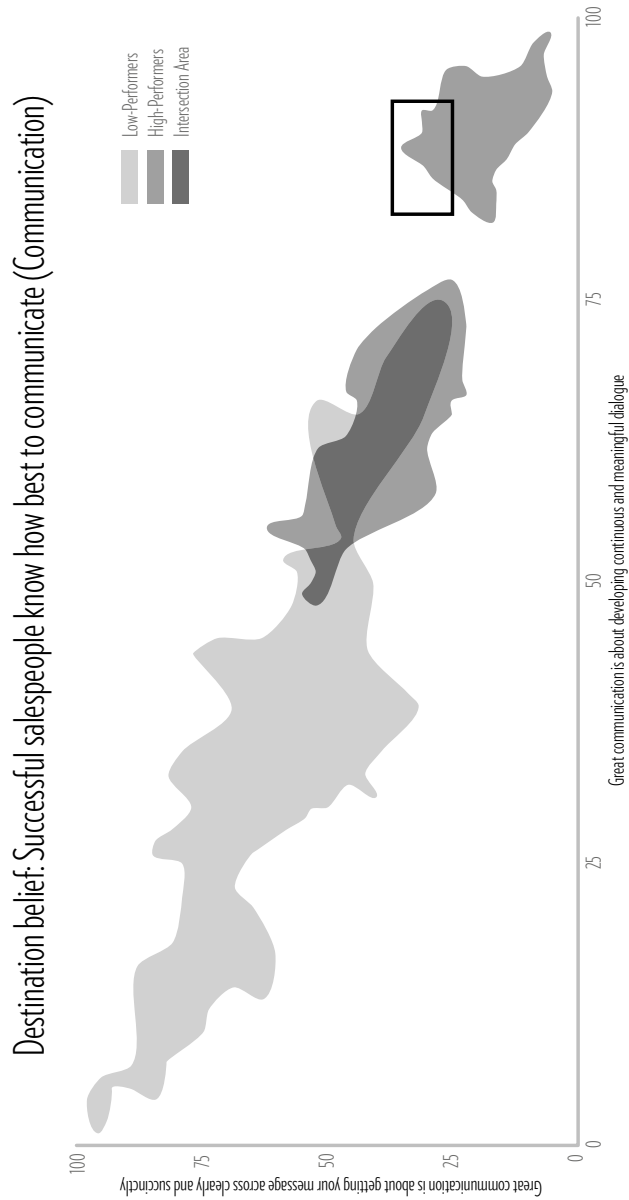 Destination belief: Successful salespeople know how best to communicate (Communication)
Low-Performers
High-Performers
Intersection Area
100
75
50
25
0
Great communication is about getting your message across clearly and succinctly
0
25
50
75
100
Great communication is about developing continuous and meaningful dialogue